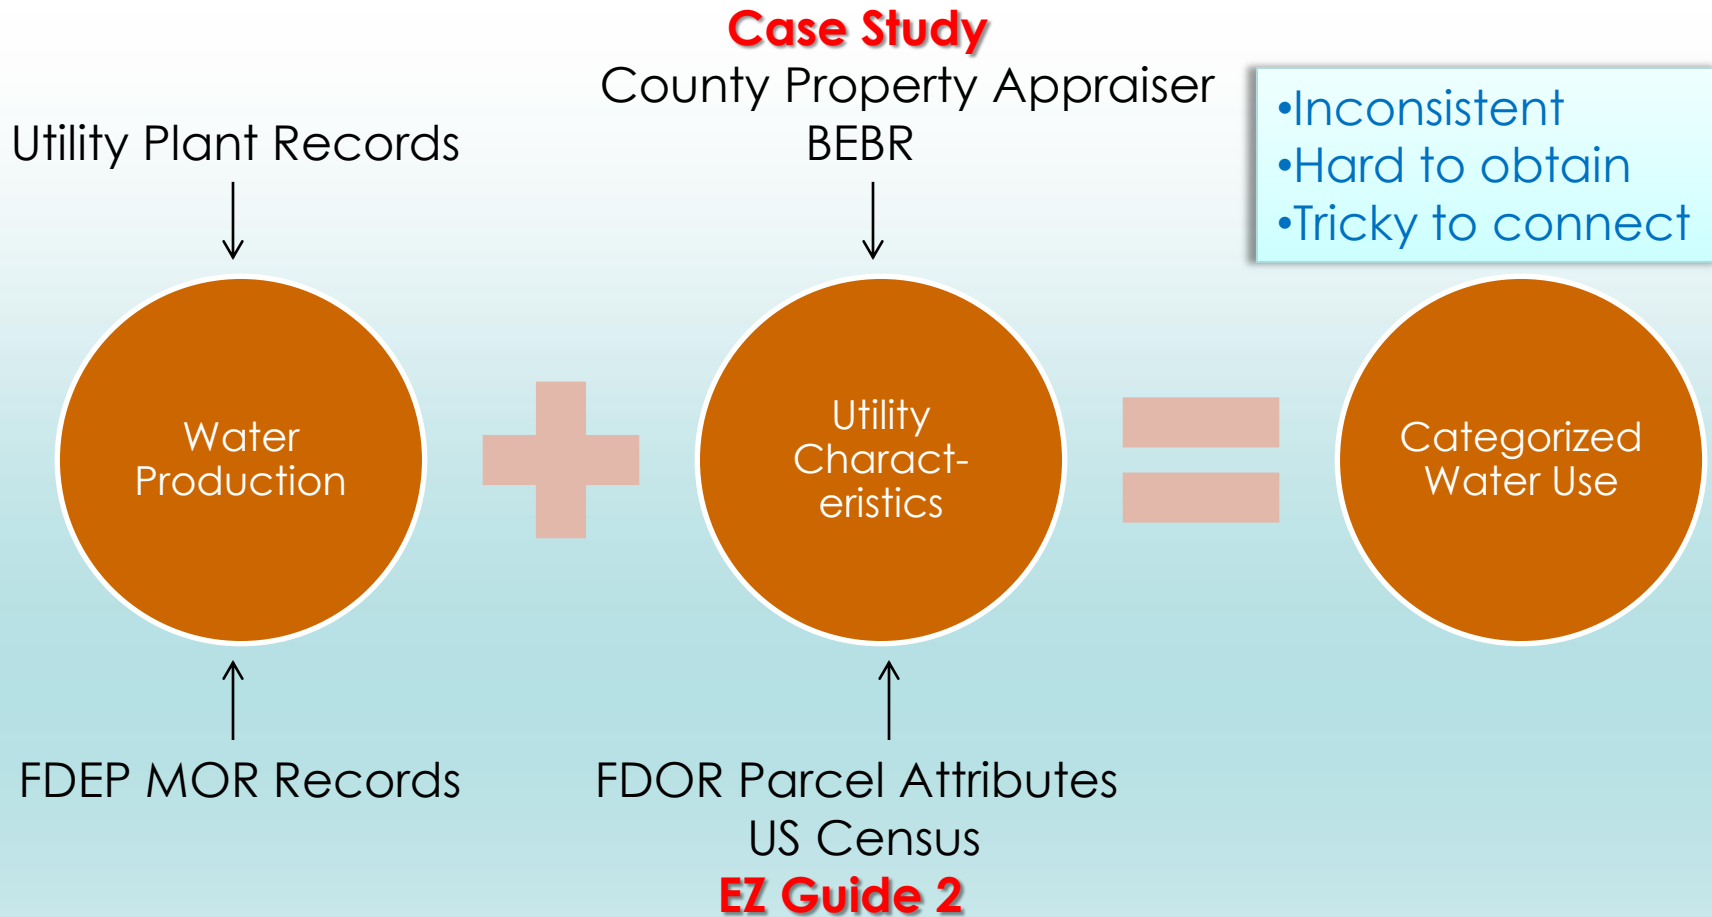 Case Study
County Property Appraiser
BEBR
Utility Plant Records
•Inconsistent
•Hard to obtain
•Tricky to connect
Water
Production
Utility
Charact-
eristics
Categorized
Water Use
FDEP MOR Records
FDOR Parcel Attributes
US Census
EZ Guide 2